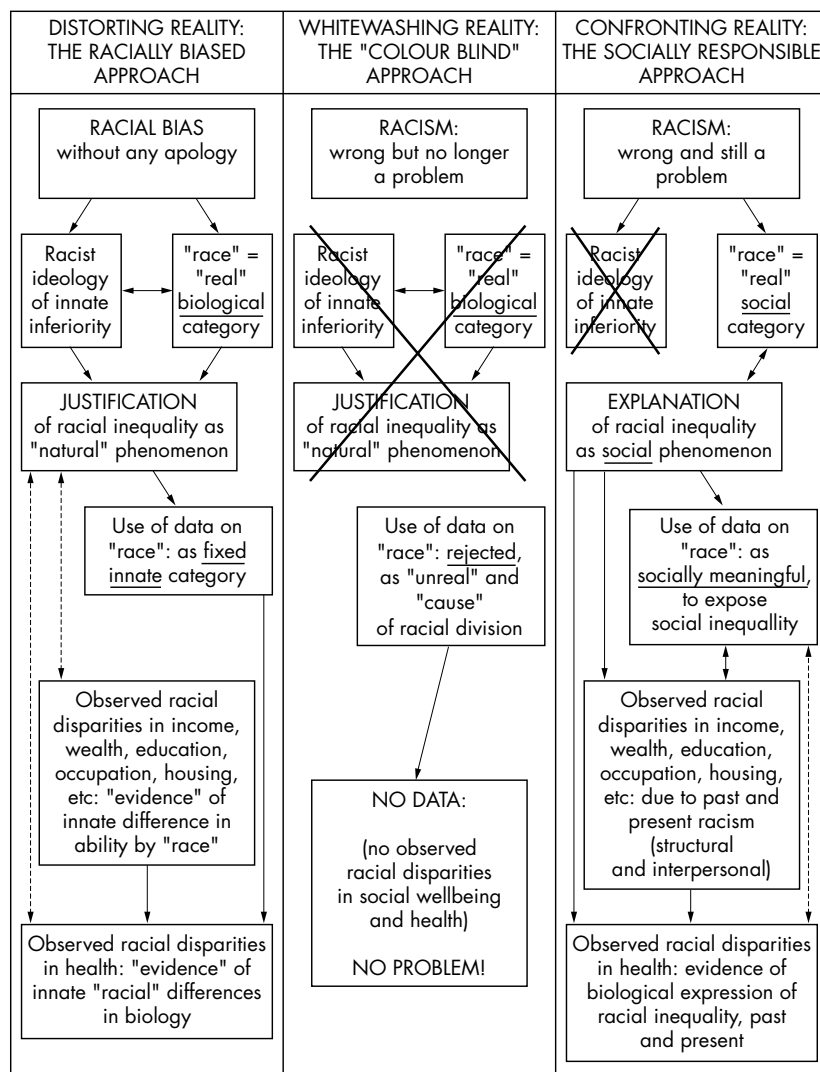 DISTORTING REALITY:
THE RACIALLY BIASED
APPROACH
RACIAL BIAS
without any apology
Racist
ideology
of innate
inferiority
"race" =
"real"
biological
category
JUSTIFICATION
of racial inequality as
"natural" phenomenon
Use of data on
"race": as fixed
innate category
Observed racial
disparities in income,
wealth, education,
occupation, housing,
etc: "evidence" of
innate difference in
ability by "race"
Observed racial disparities
in health: "evidence" of
innate "racial" differences
in biology
WHITEWASHING REALITY:
THE "COLOUR BLIND"
APPROACH
RACISM:
wrong but no longer
a problem
Racist
ideology
of innate
inferiority
"race" =
"real"
biological
category
JUSTIFICATION
of racial inequality as
"natural" phenomenon
Use of data on
"race": rejected,
as "unreal" and
"cause"
of racial division
NO DATA:
(no observed
racial disparities
in social wellbeing
and health)
NO PROBLEM!
CONFRONTING REALITY:
THE SOCIALLY RESPONSIBLE
APPROACH
RACISM:
wrong and still a
problem
Racist
ideology
of innate
inferiority
"race" =
"real"
social
category
EXPLANATION
of racial inequality
as social phenomenon
Use of data on
"race": as
socially meaningful,
to expose
social inequallity
Observed racial
disparities in income,
wealth, education,
occupation, housing,
etc: due to past and
present racism
(structural
and interpersonal)
Observed racial disparities
in health: evidence of
biological expression of
racial inequality, past
and present